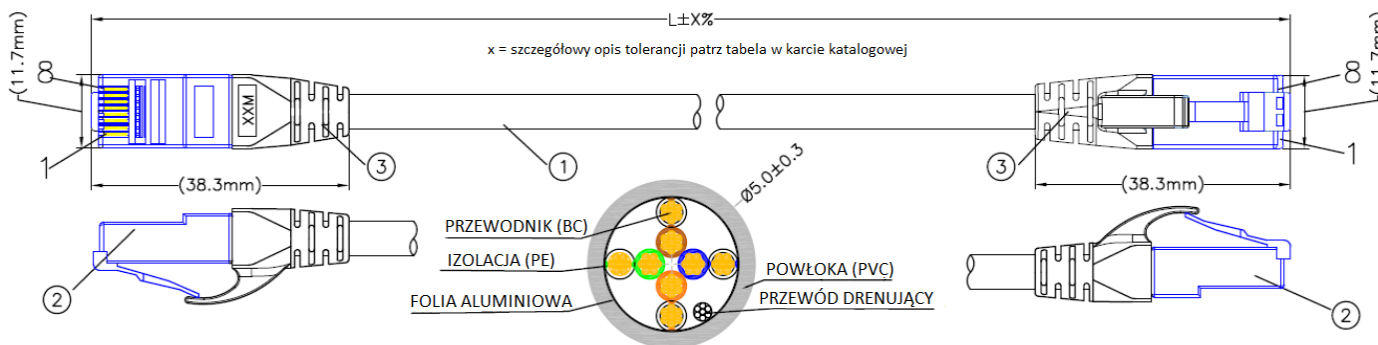 L±X%
x = szczegółowy opis tolerancji patrz tabela w karcie katalogowej
(11.7mm)
8
1
XXM
3
(38.3mm)
1
3
(38.3mm)
8
1
(11.7mm)
2
Ø5.0±0.3
PRZEWODNIK (BC)
IZOLACJA (PE)
FOLIA ALUMINIOWA
POWŁOKA (PVC)
PRZEWÓD DRENUJĄCY
2